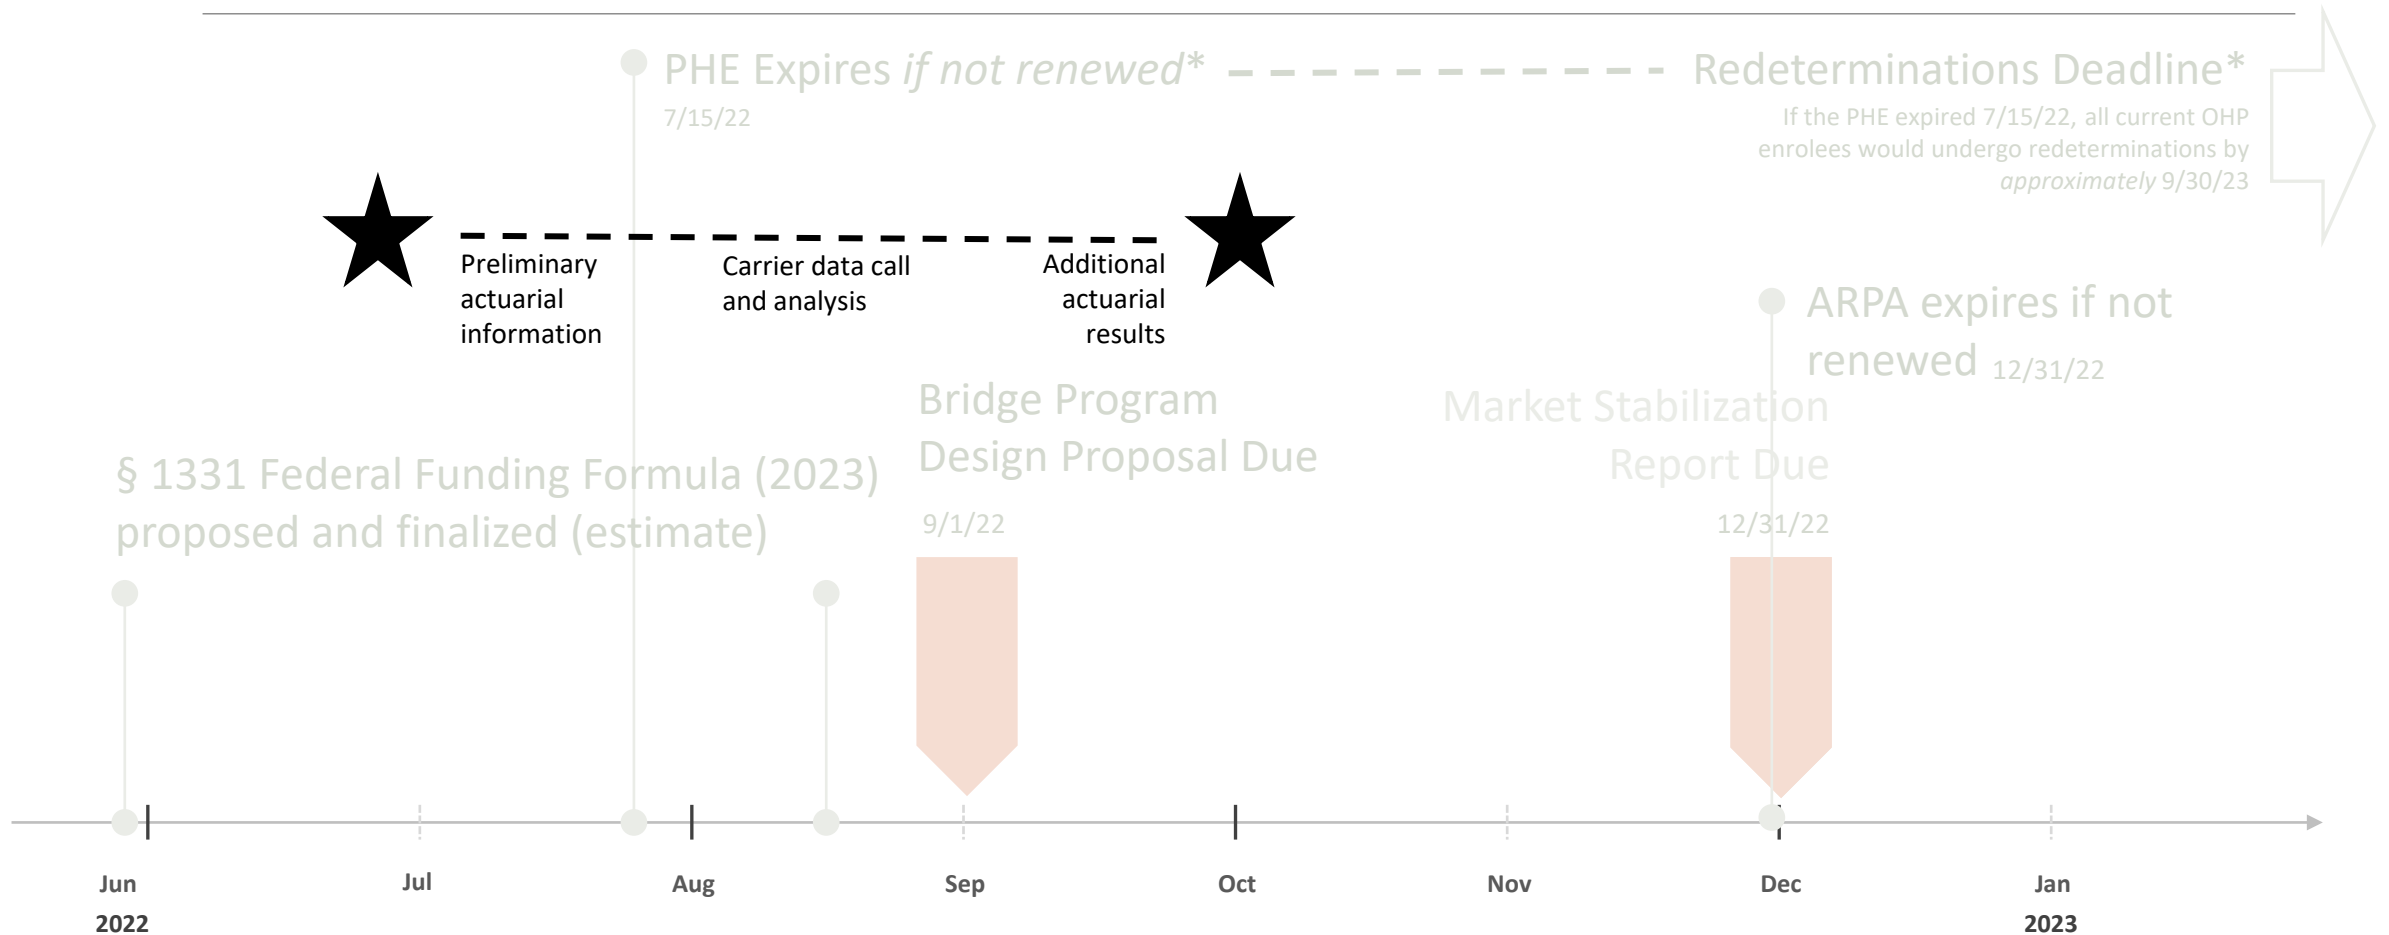 PHE Expires if not renewed*
7/15/22
Redeterminations Deadline*
If the PHE expired 7/15/22, all current OHP
enrolees would undergo redeterminations by
approximately 9/30/23
Preliminary
actuarial
information
Carrier data call
and analysis
Additional
actuarial
results
ARPA expires if not
renewed 12/31/22
Bridge Program
Design Proposal Due
9/1/22
Market Stabilization
Report Due
12/31/22
§ 1331 Federal Funding Formula (2023)
proposed and finalized (estimate)
Jun
2022
Jul
Aug
Sep
Oct
Nov
Dec
Jan
2023